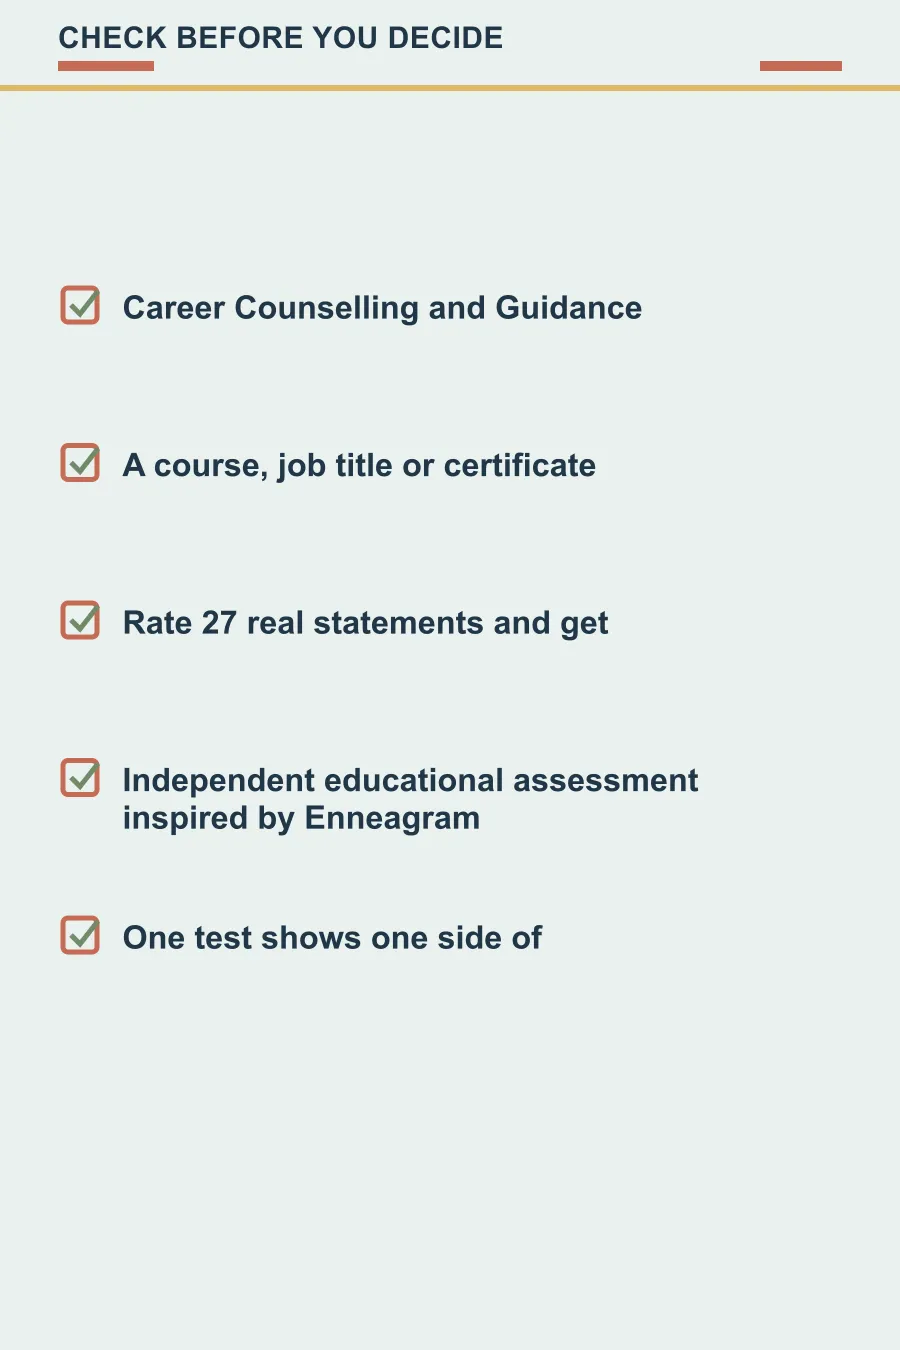 CHECK BEFORE YOU DECIDE
Career Counselling and Guidance
A course, job title or certificate
Rate 27 real statements and get
Independent educational assessment
inspired by Enneagram
One test shows one side of